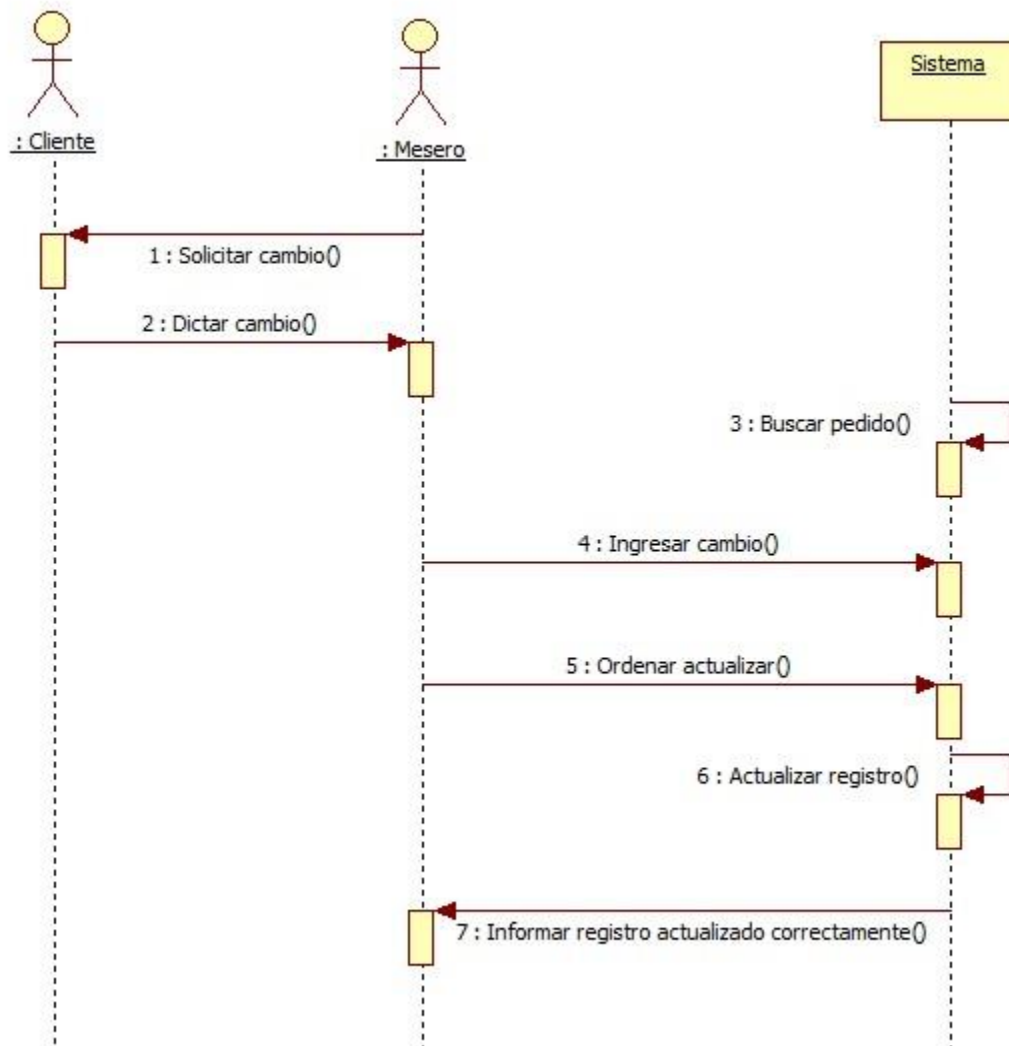 : Cliente
: Mesero
Sistema
1 : Solicitar cambio()
2 : Dictar cambio()
3 : Buscar pedido()
4 : Ingresar cambio()
5 : Ordenar actualizar()
6 : Actualizar registro()
7 : Informar registro actualizado correctamente()